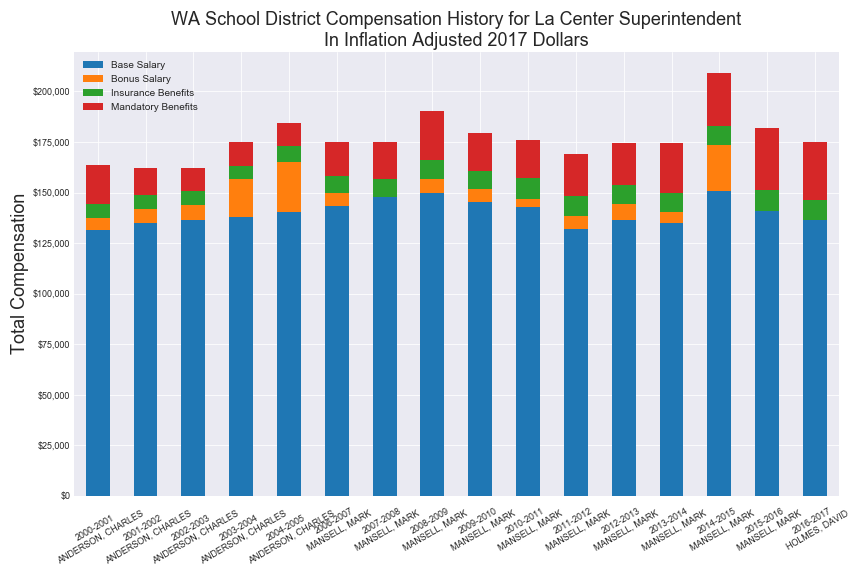 WA School District Compensation History for La Center Superintendent
In Inflation Adjusted 2017 Dollars
Base Salary
Bonus Salary
Insurance Benefits
Mandatory Benefits
Total Compensation
$200,000
$175,000
$150,000
$125,000
$100,000
$75,000
$50,000
$25,000
$0
2000-2001
ANDERSON, CHARLES
2001-2002
ANDERSON, CHARLES
2002-2003
ANDERSON, CHARLES
2003-2004
ANDERSON, CHARLES
2004-2005
ANDERSON, CHARLES
2006-2007
MANSELL, MARK
2007-2008
MANSELL, MARK
2008-2009
MANSELL, MARK
2009-2010
MANSELL, MARK
2010-2011
MANSELL, MARK
2011-2012
MANSELL, MARK
2012-2013
MANSELL, MARK
2013-2014
MANSELL, MARK
2014-2015
MANSELL, MARK
2015-2016
MANSELL, MARK
2016-2017
HOLMES, DAVID